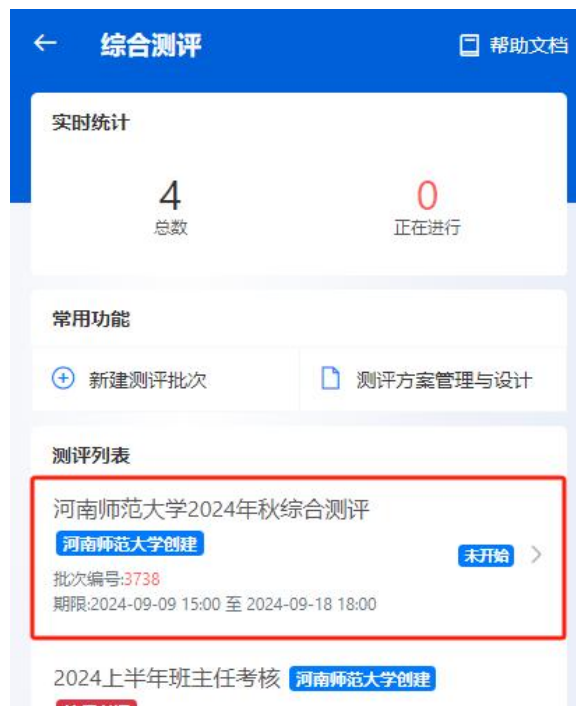 综合测评 帮助文档
实时统计
4 0
总数 正在进行
常用功能
新建测评批次 测评方案管理与设计
测评列表
河南师范大学2024年秋综合测评
河南师范大学创建
未开始
批次编号:3738
期限:2024-09-09 15:00 至 2024-09-18 18:00
2024上半年班主任考核 河南师范大学创建